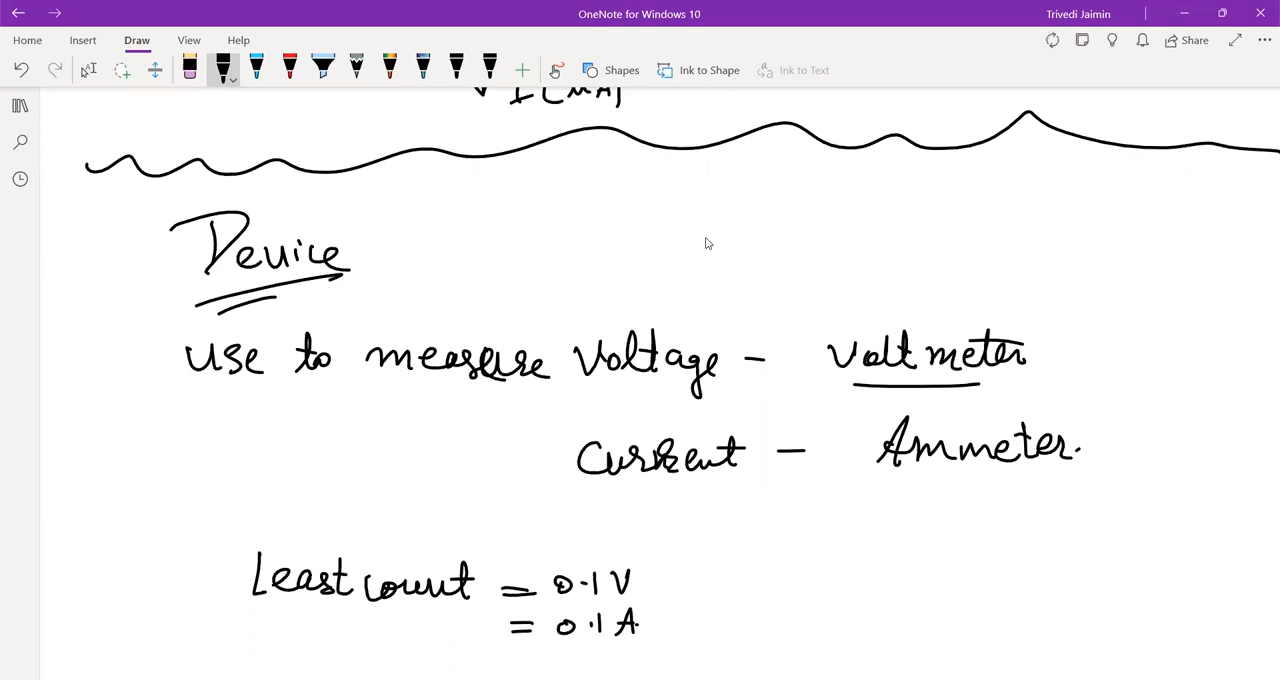 OneNote for Windows 10
Trivedi Jaimin
Home Insert Draw View Help
Share
Shapes
Ink to Shape
Ink to Text
I(μA)
Device
use to measure Voltage - voltmeter
Current - Ammeter.
Least count = 0.1 V
= 0.1 A